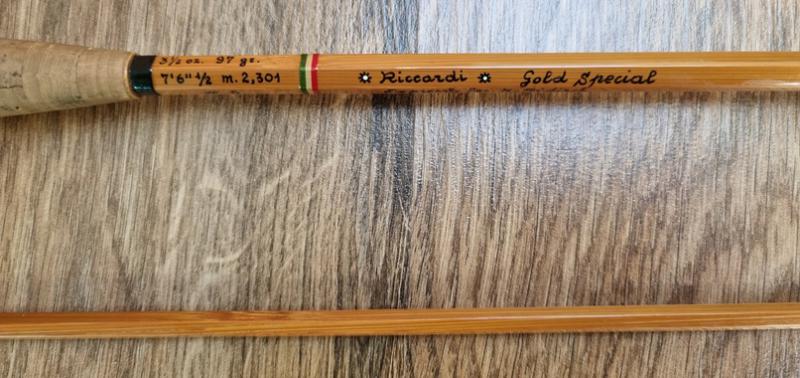 3½ oz. 97 gr.
7'6"½ m. 2,301
Riccardi Gold Special